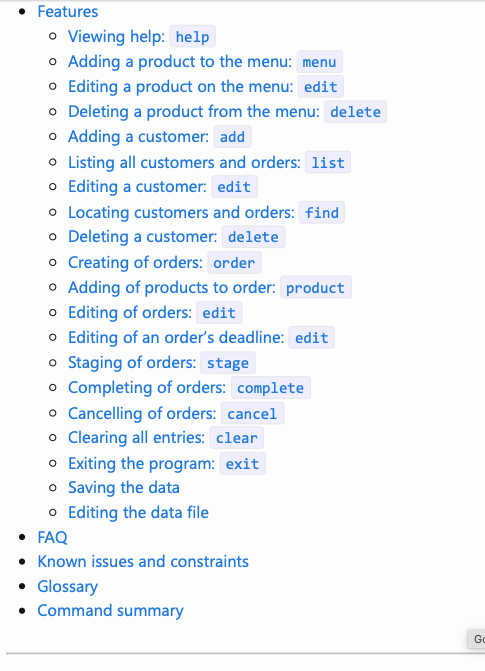 Features
Viewing help: help
Adding a product to the menu: menu
Editing a product on the menu: edit
Deleting a product from the menu: delete
Adding a customer: add
Listing all customers and orders: list
Editing a customer: edit
Locating customers and orders: find
Deleting a customer: delete
Creating of orders: order
Adding of products to order: product
Editing of orders: edit
Editing of an order's deadline: edit
Staging of orders: stage
Completing of orders: complete
Cancelling of orders: cancel
Clearing all entries: clear
Exiting the program: exit
Saving the data
Editing the data file
FAQ
Known issues and constraints
Glossary
Command summary